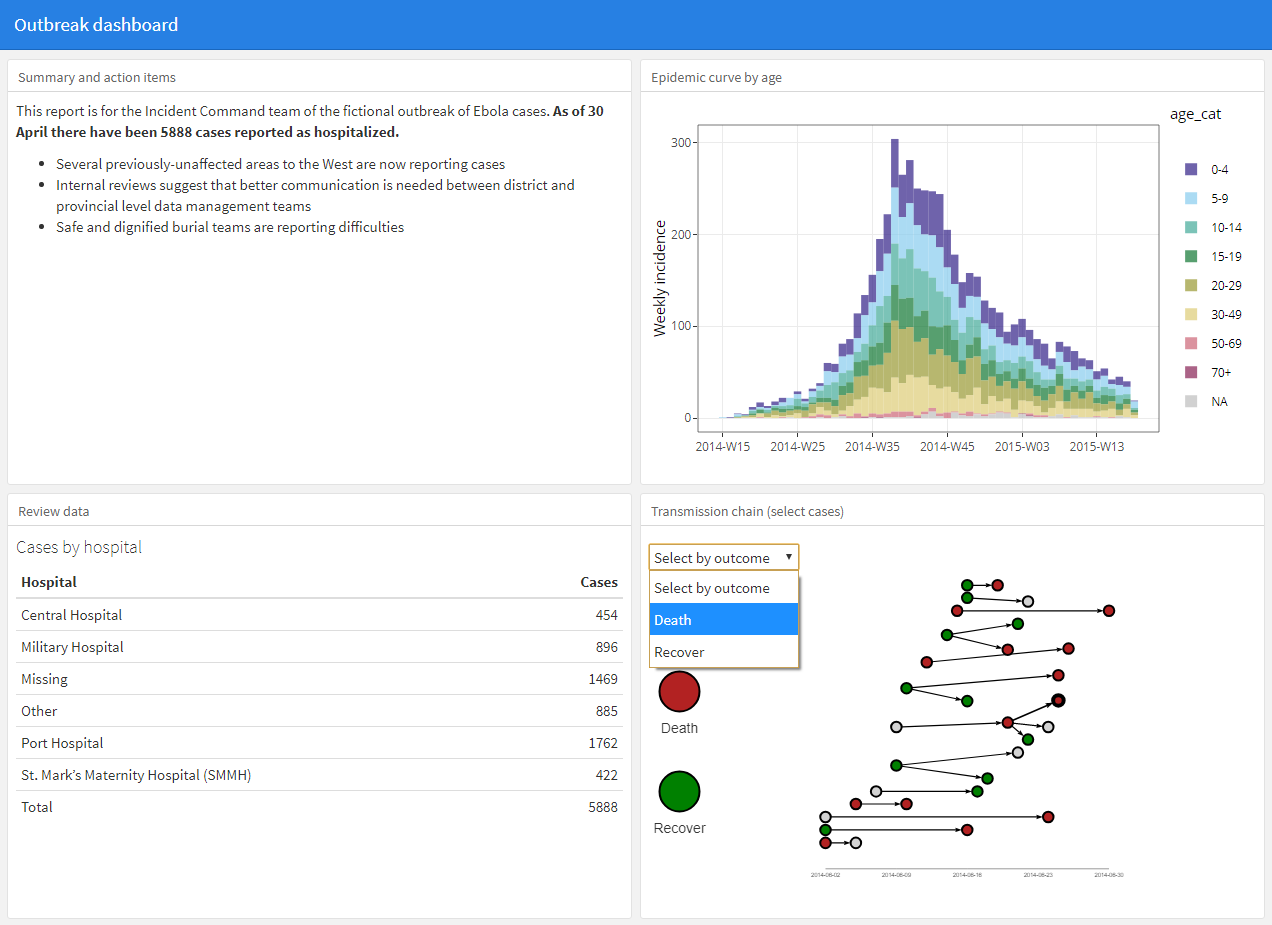 Outbreak dashboard
Summary and action items
This report is for the Incident Command team of the fictional outbreak of Ebola cases. As of 30
April there have been 5888 cases reported as hospitalized.
• Several previously-unaffected areas to the West are now reporting cases
• Internal reviews suggest that better communication is needed between district and
provincial level data management teams
• Safe and dignified burial teams are reporting difficulties
Epidemic curve by age
age_cat
0-4
5-9
10-14
15-19
20-29
30-49
50-69
70+
NA
Weekly incidence
300
200
100
0
2014-W15 2014-W25 2014-W35 2014-W45 2015-W03 2015-W13
Review data
Cases by hospital
Hospital Cases
Central Hospital 454
Military Hospital 896
Missing 1469
Other 885
Port Hospital 1762
St. Mark’s Maternity Hospital (SMMH) 422
Total 5888
Transmission chain (select cases)
Select by outcome ▼
Select by outcome
Death
Recover
Death
Recover
2014-06-02 2014-06-09 2014-06-16 2014-06-23 2014-06-30